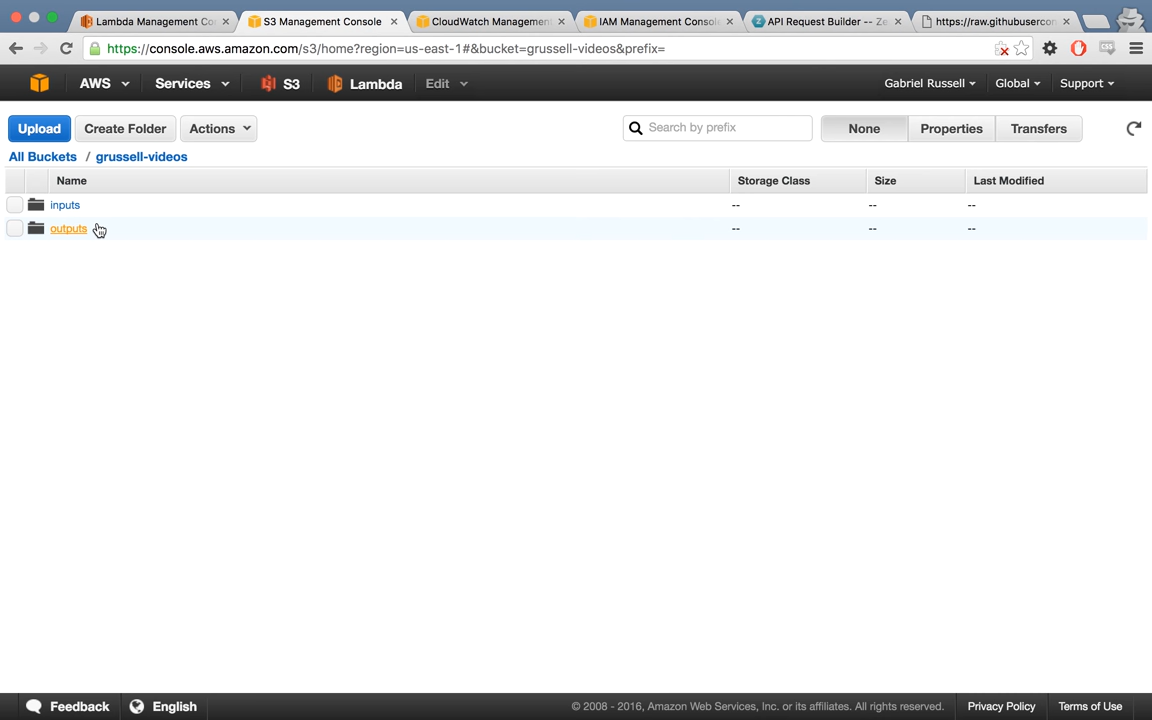 Lambda Management Co
S3 Management Console
CloudWatch Management
IAM Management Console
API Request Builder -- Ze
https://raw.githubusercon
https://console.aws.amazon.com/s3/home?region=us-east-1#&bucket=grussell-videos&prefix=
CSS
AWS
Services
S3
Lambda
Edit
Gabriel Russell
Global
Support
Upload
Create Folder
Actions
Search by prefix
None
Properties
Transfers
All Buckets / grussell-videos
Name
Storage Class
Size
Last Modified
inputs -- -- --
outputs -- -- --
Feedback
English
© 2008 - 2016, Amazon Web Services, Inc. or its affiliates. All rights reserved.
Privacy Policy
Terms of Use